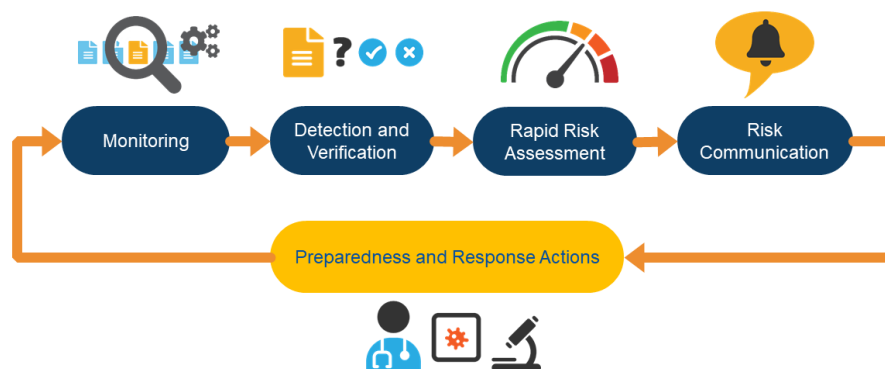 Monitoring
Detection and
Verification
Rapid Risk
Assessment
Risk
Communication
Preparedness and Response Actions